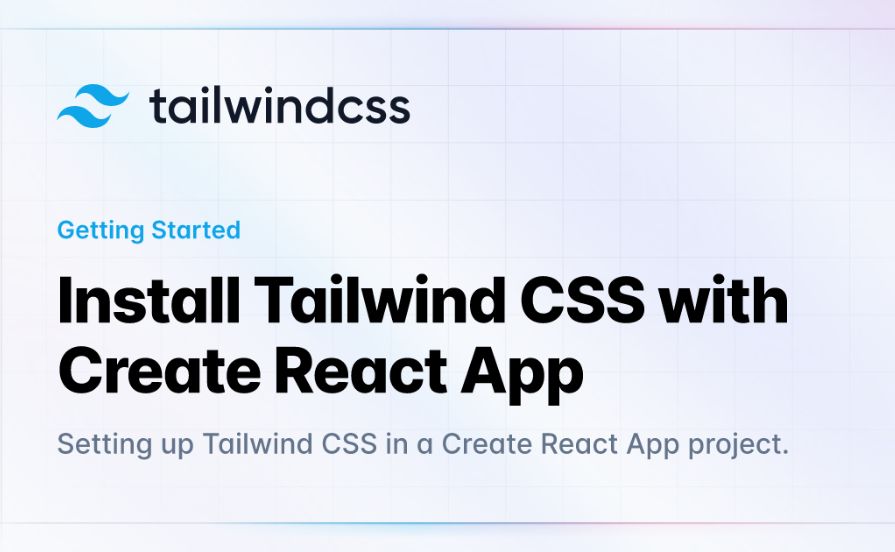 tailwindcss
Getting Started
Install Tailwind CSS with
Create React App
Setting up Tailwind CSS in a Create React App project.